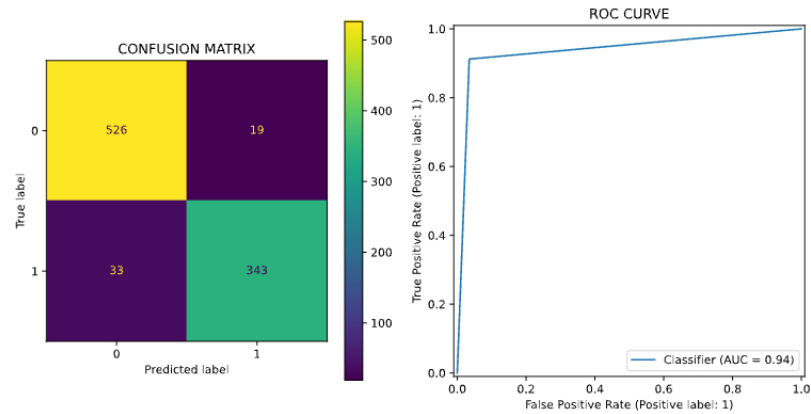 CONFUSION MATRIX
0
526
19
1
33
343
0
1
True label
Predicted label
500
400
300
200
100
ROC CURVE
1.0
0.8
0.6
0.4
0.2
0.0
True Positive Rate (Positive label: 1)
Classifier (AUC = 0.94)
0.0 0.2 0.4 0.6 0.8 1.0
False Positive Rate (Positive label: 1)